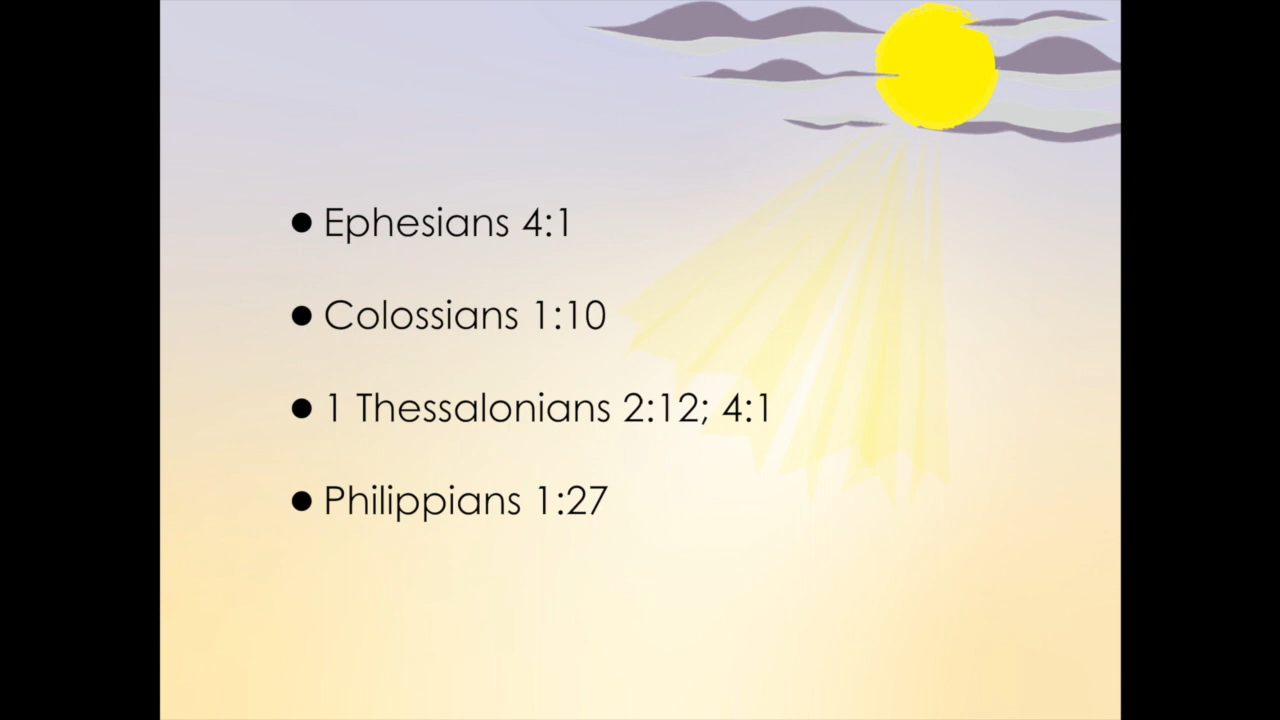 • Ephesians 4:1
• Colossians 1:10
• 1 Thessalonians 2:12; 4:1
• Philippians 1:27